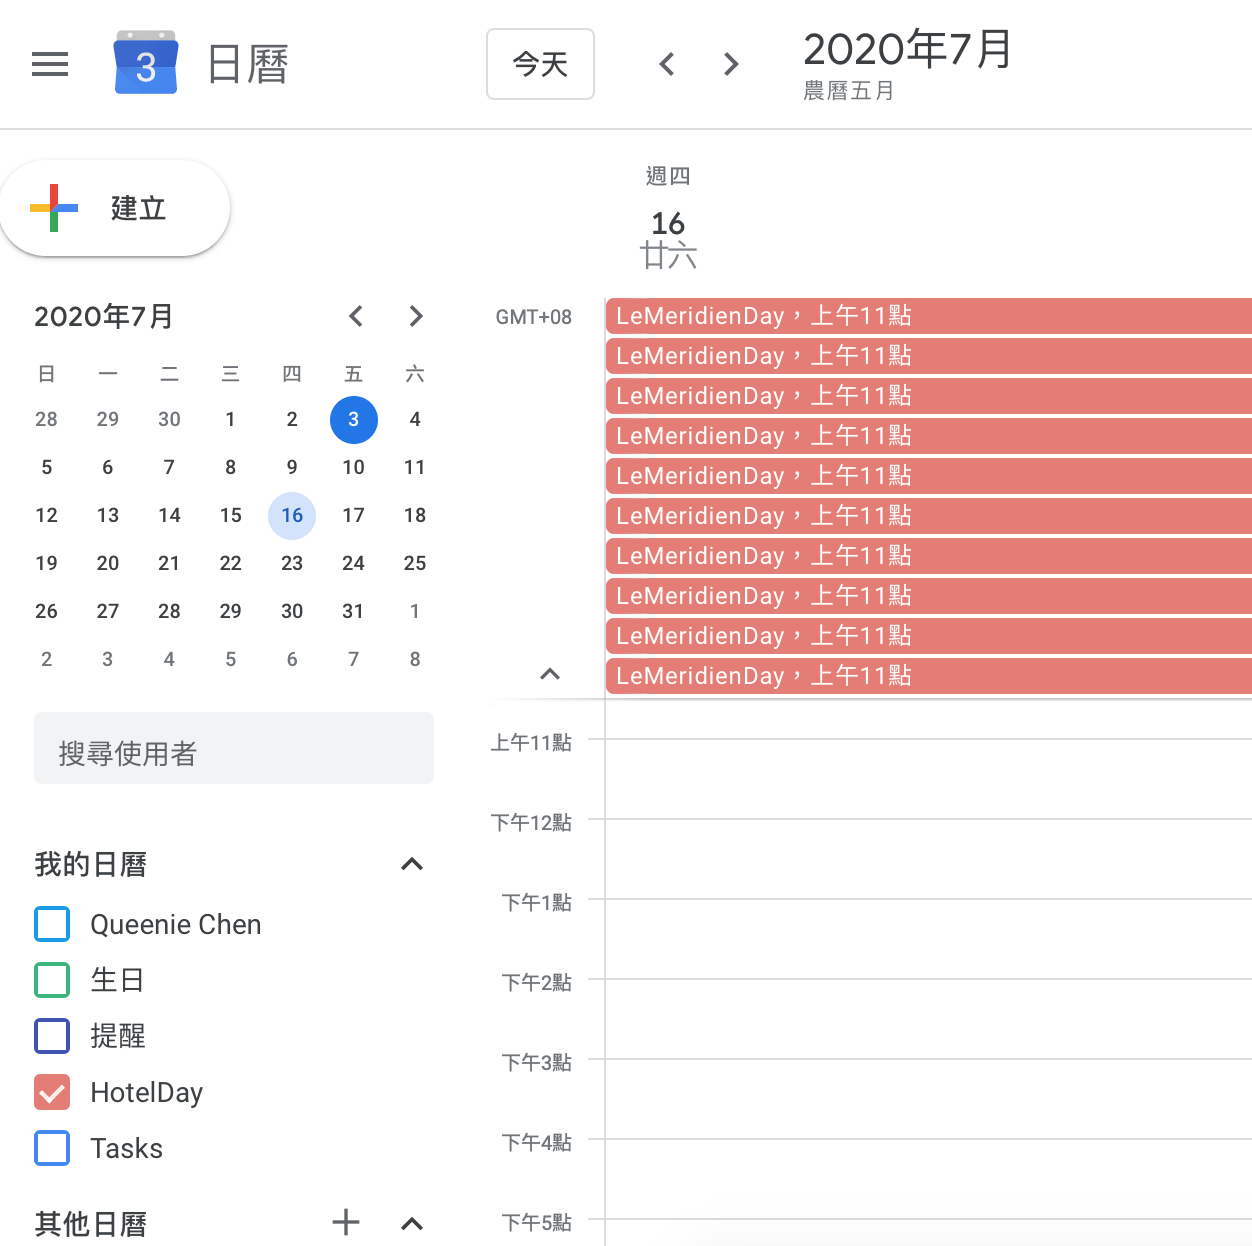 3
日曆
今天
2020年7月
農曆五月
建立
2020年7月
日 一 二 三 四 五 六
28 29 30 1 2 3 4
5 6 7 8 9 10 11
12 13 14 15 16 17 18
19 20 21 22 23 24 25
26 27 28 29 30 31 1
2 3 4 5 6 7 8
搜尋使用者
我的日曆
Queenie Chen
生日
提醒
HotelDay
Tasks
其他日曆
週四
16
廿六
GMT+08
LeMeridienDay，上午11點
LeMeridienDay，上午11點
LeMeridienDay，上午11點
LeMeridienDay，上午11點
LeMeridienDay，上午11點
LeMeridienDay，上午11點
LeMeridienDay，上午11點
LeMeridienDay，上午11點
LeMeridienDay，上午11點
LeMeridienDay，上午11點
上午11點
下午12點
下午1點
下午2點
下午3點
下午4點
下午5點